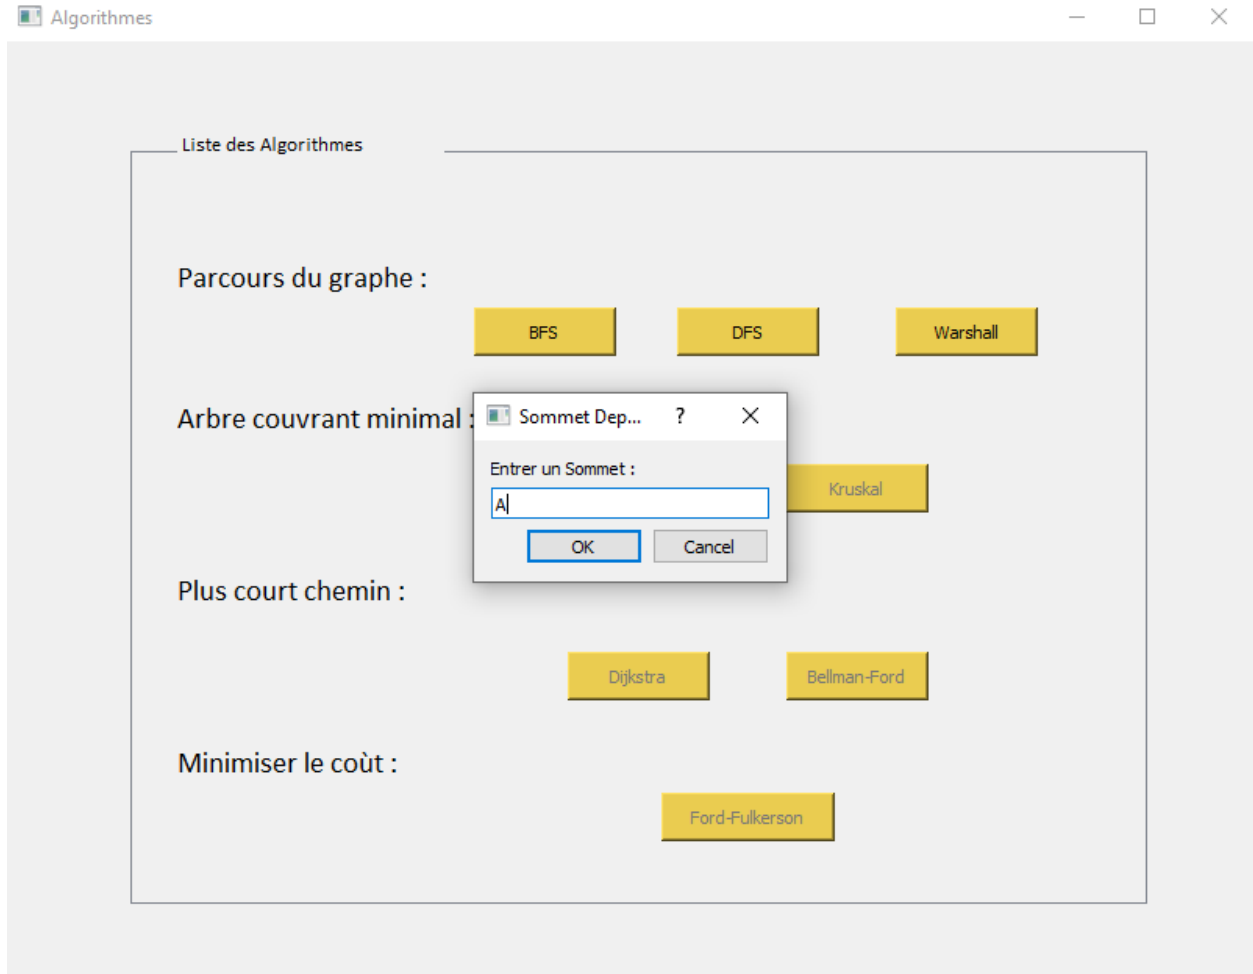 Algorithmes
Liste des Algorithmes
Parcours du graphe :
BFS DFS Warshall
Arbre couvrant minimal :
Sommet Dep... ?
Entrer un Sommet :
A
OK Cancel
Kruskal
Plus court chemin :
Dijkstra Bellman-Ford
Minimiser le coùt :
Ford-Fulkerson